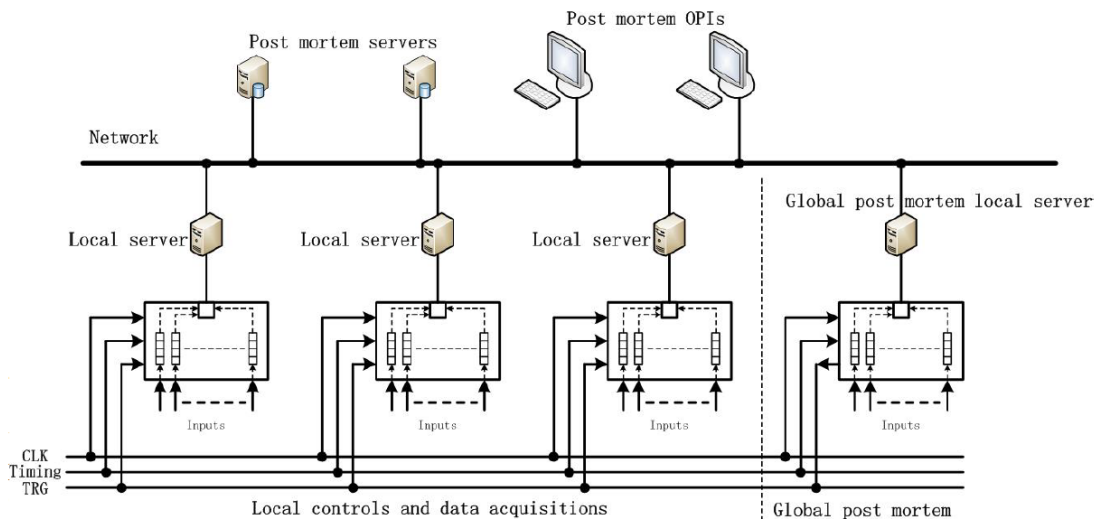 Post mortem OPIs
Post mortem servers
Network
Global post mortem local server
Local server
Local server
Local server
Inputs
Inputs
Inputs
Inputs
CLK
Timing
TRG
Local controls and data acquisitions
Global post mortem